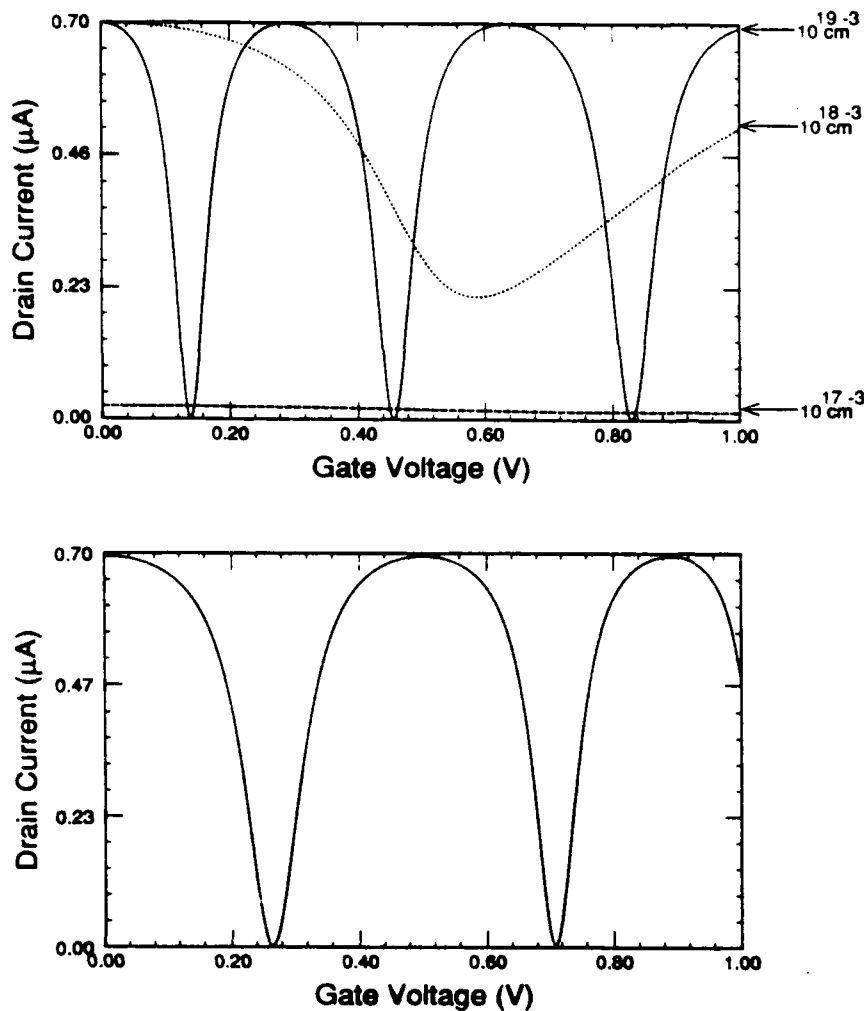 0.70
0.46
0.23
0.00
Drain Current (μA)
10 cm 19 -3
10 cm 18 -3
10 cm 17 -3
0.00 0.20 0.40 0.60 0.80 1.00
Gate Voltage (V)
0.70
0.47
0.23
0.00
Drain Current (μA)
0.00 0.20 0.40 0.60 0.80 1.00
Gate Voltage (V)